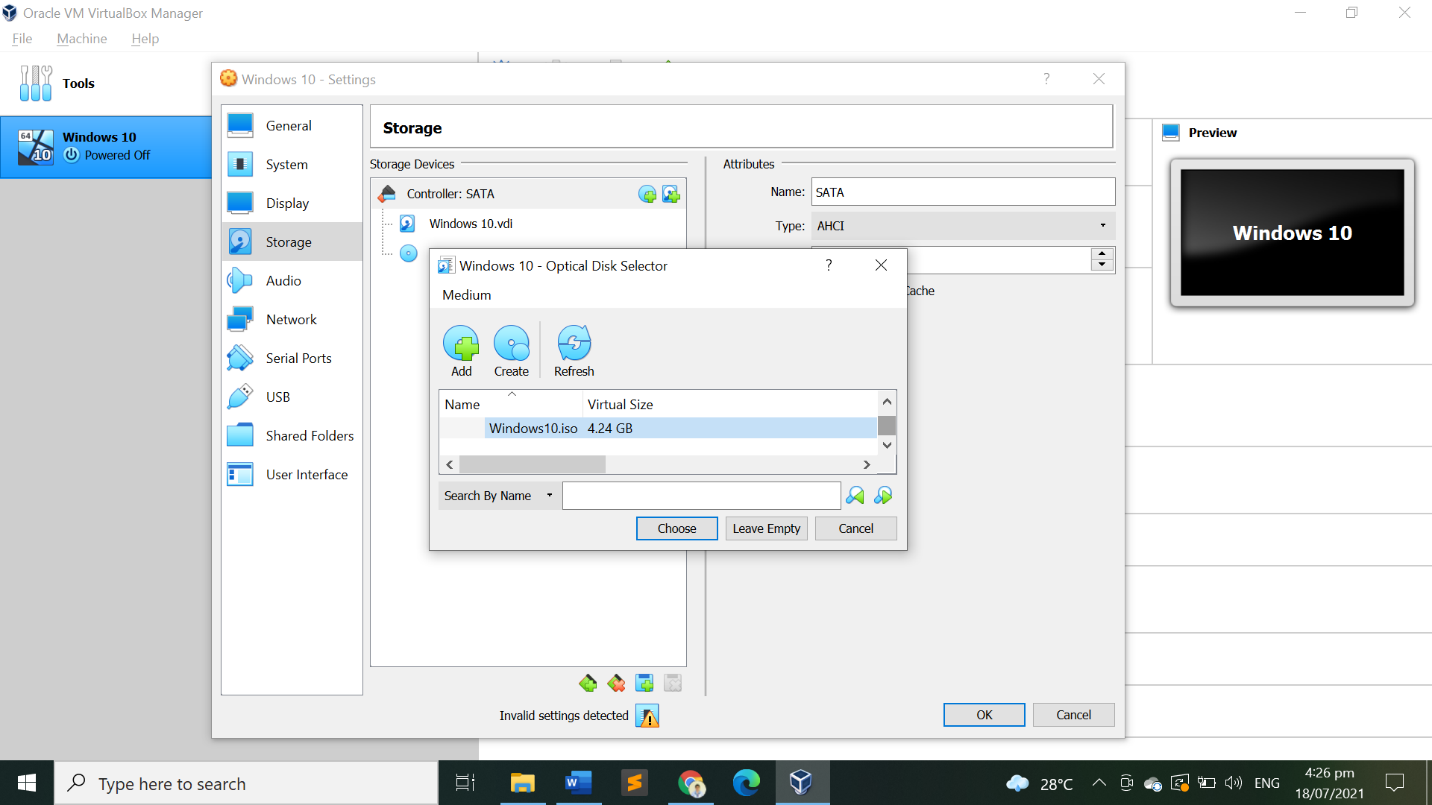 Oracle VM VirtualBox Manager
File Machine Help
Tools
64
10
Windows 10
Powered Off
Windows 10 - Settings
?
General
System
Display
Storage
Audio
Network
Serial Ports
USB
Shared Folders
User Interface
Storage
Storage Devices
Controller: SATA
Windows 10.vdi
Attributes
Name: SATA
Type: AHCI
Cache
Windows 10 - Optical Disk Selector
?
Medium
Add Create Refresh
Name Virtual Size
Windows10.iso 4.24 GB
Search By Name
Choose Leave Empty Cancel
Invalid settings detected
OK Cancel
Preview
Windows 10
Type here to search
28°C
ENG
4:26 pm
18/07/2021